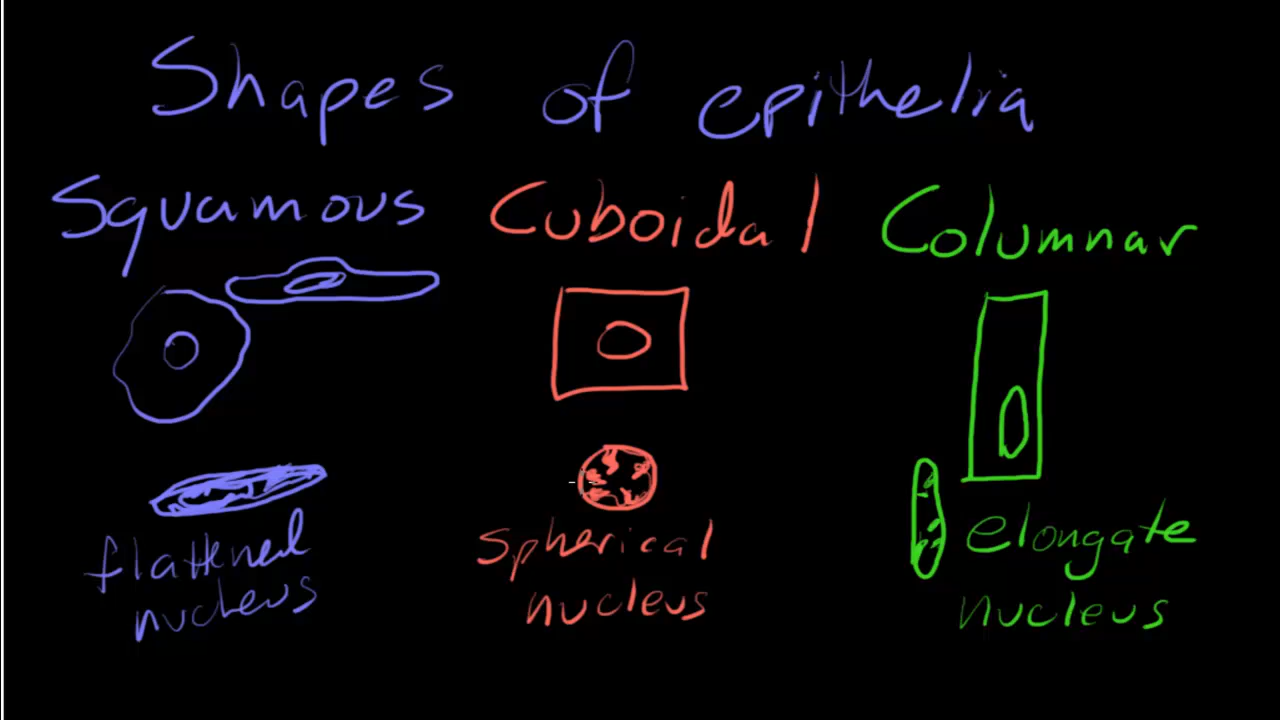 Shapes of epithelia
Squamous
Cuboidal
Columnar
flattened
nucleus
spherical
nucleus
elongate
nucleus